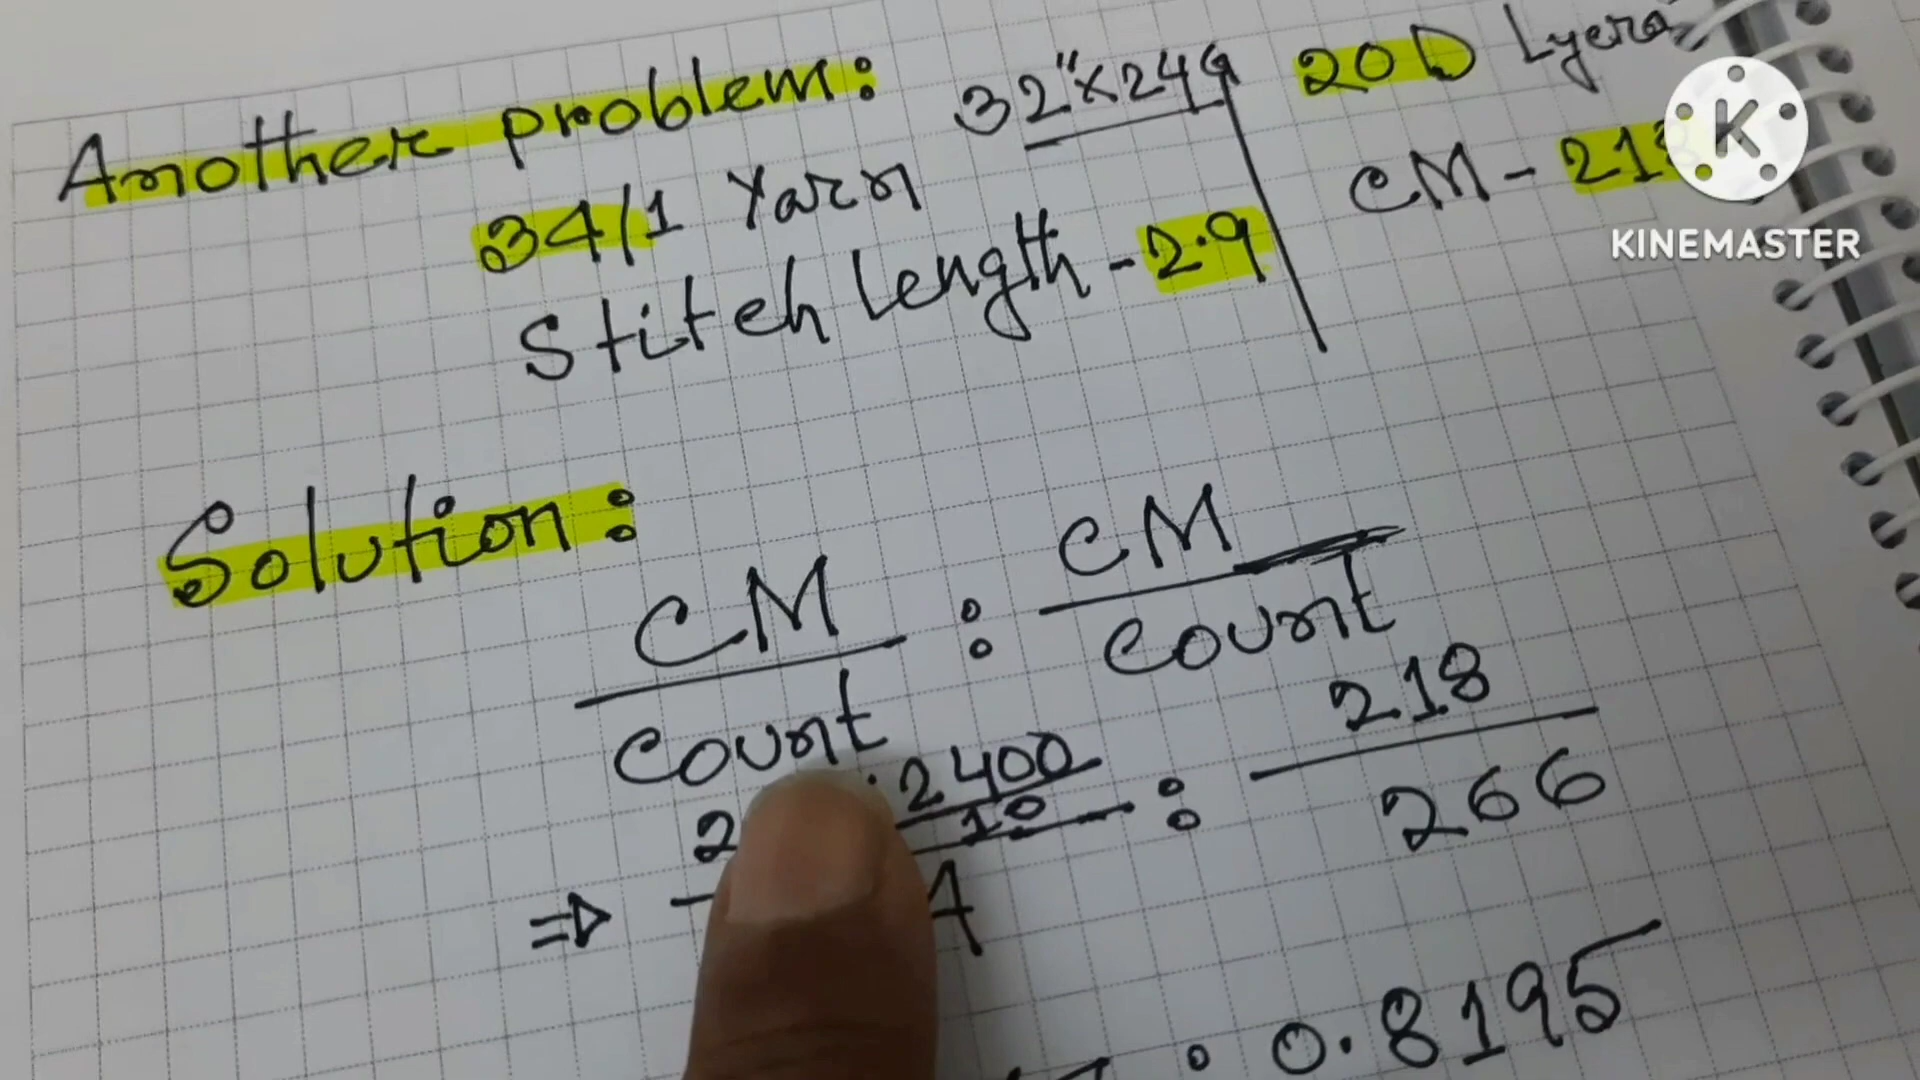 Another problem: 32"x24G 20D Lycra
34/1 Yarn CM-218
Stitch length-2.9
Solution:
CM : CM
Count Count
2400 : 218
10 266
=>
: 0.8195
K
KINEMASTER